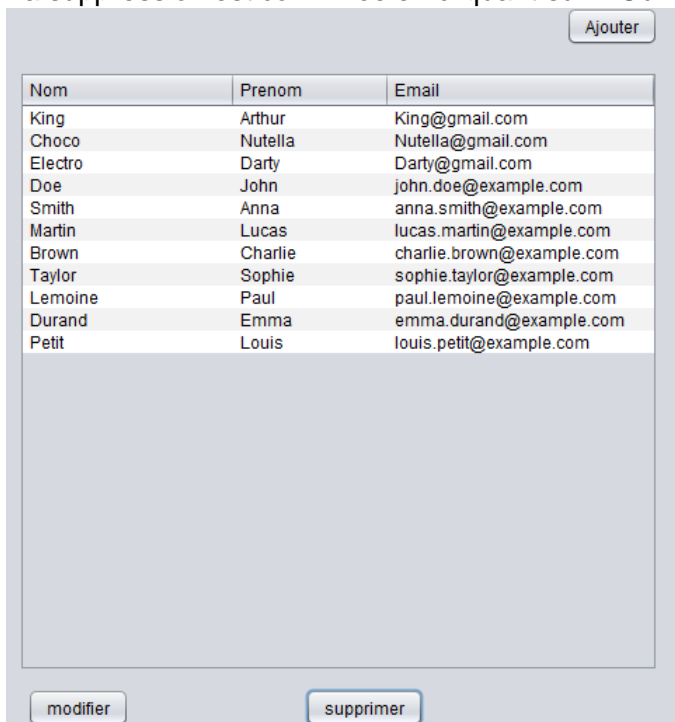 Ajouter
Nom Prenom Email
King Arthur King@gmail.com
Choco Nutella Nutella@gmail.com
Electro Darty Darty@gmail.com
Doe John john.doe@example.com
Smith Anna anna.smith@example.com
Martin Lucas lucas.martin@example.com
Brown Charlie charlie.brown@example.com
Taylor Sophie sophie.taylor@example.com
Lemoine Paul paul.lemoine@example.com
Durand Emma emma.durand@example.com
Petit Louis louis.petit@example.com
modifier supprimer